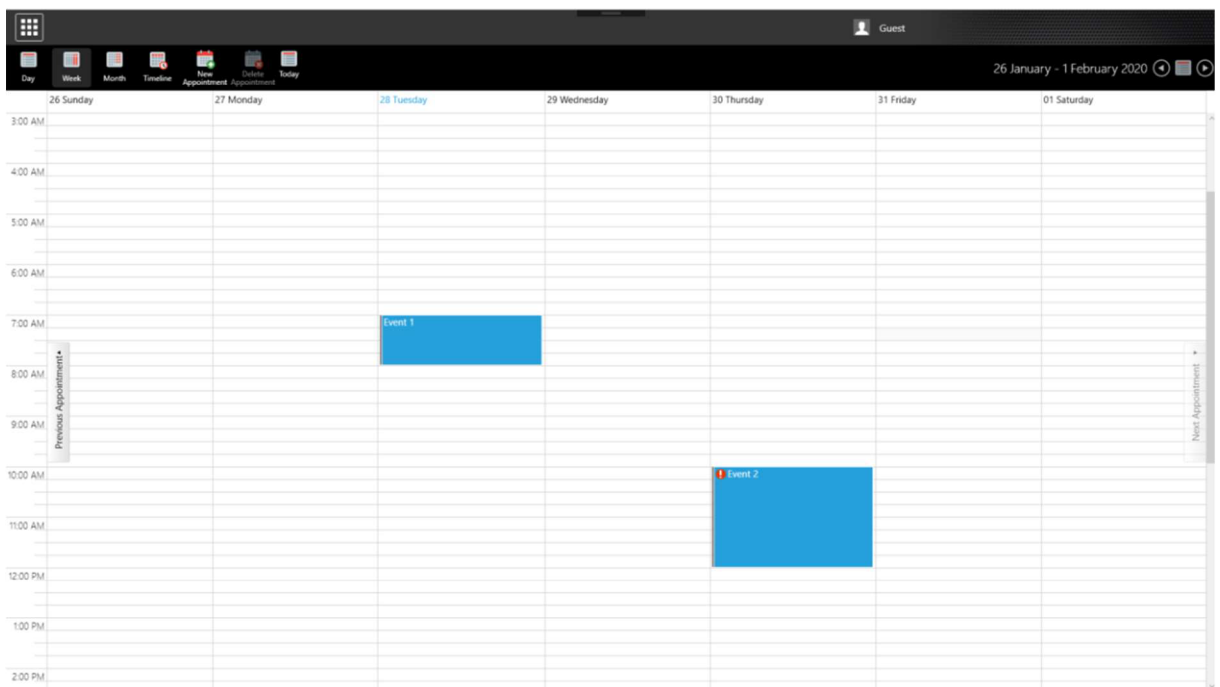 Guest
Day Week Month Timeline New Appointment Delete Appointment Today
26 January - 1 February 2020
26 Sunday 27 Monday 28 Tuesday 29 Wednesday 30 Thursday 31 Friday 01 Saturday
3:00 AM
4:00 AM
5:00 AM
6:00 AM
7:00 AM
Event 1
8:00 AM
Previous Appointment
Next Appointment
9:00 AM
10:00 AM
Event 2
11:00 AM
12:00 PM
1:00 PM
2:00 PM